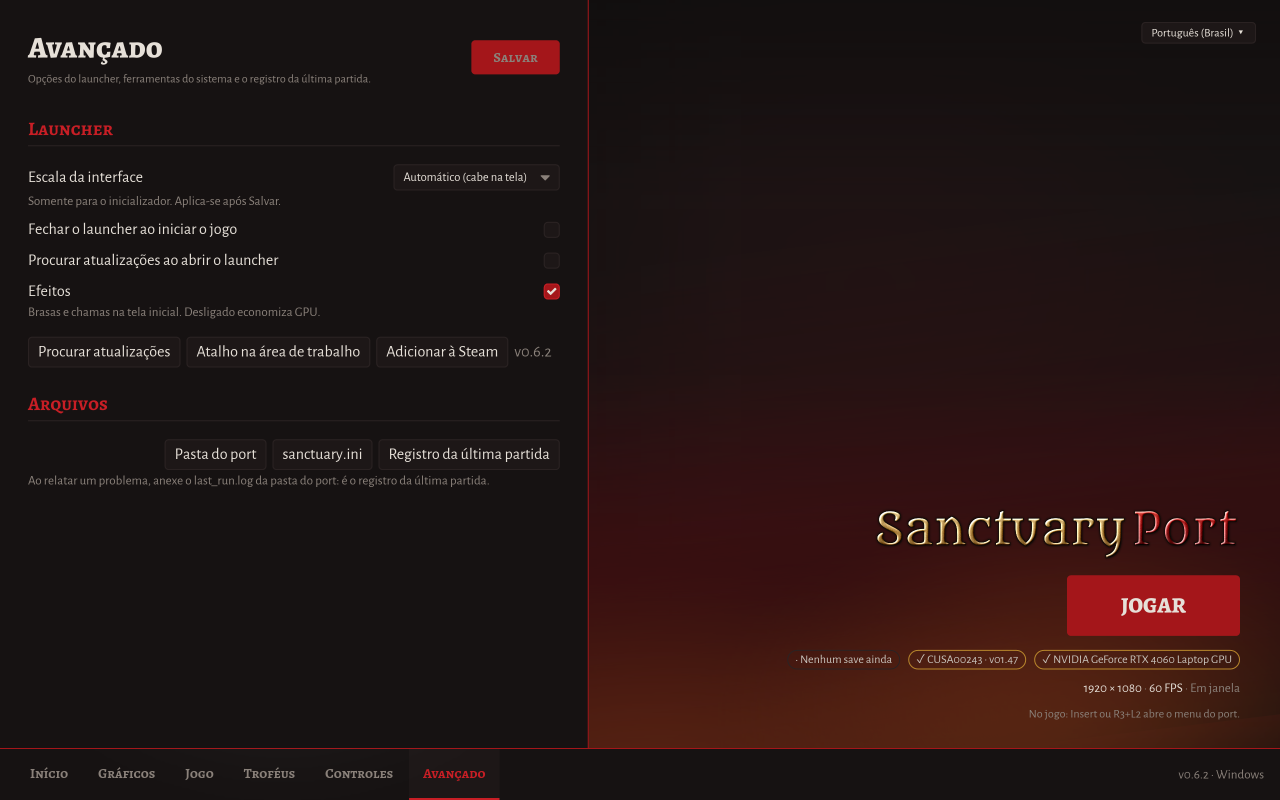 Avançado
Salvar
Opções do launcher, ferramentas do sistema e o registro da última partida.
Launcher
Escala da interface
Automático (cabe na tela)
Somente para o inicializador. Aplica-se após Salvar.
Fechar o launcher ao iniciar o jogo
Procurar atualizações ao abrir o launcher
Efeitos
Brasas e chamas na tela inicial. Desligado economiza GPU.
Procurar atualizações Atalho na área de trabalho Adicionar à Steam v0.6.2
Arquivos
Pasta do port sanctuary.ini Registro da última partida
Ao relatar um problema, anexe o last_run.log da pasta do port: é o registro da última partida.
Português (Brasil) ▾
Sanctuary Port
JOGAR
· Nenhum save ainda ✓ CUSA00243 · v01.47 ✓ NVIDIA GeForce RTX 4060 Laptop GPU
1920 × 1080 · 60 FPS · Em janela
No jogo: Insert ou R3+L2 abre o menu do port.
Início Gráficos Jogo Troféus Controles Avançado
v0.6.2 · Windows